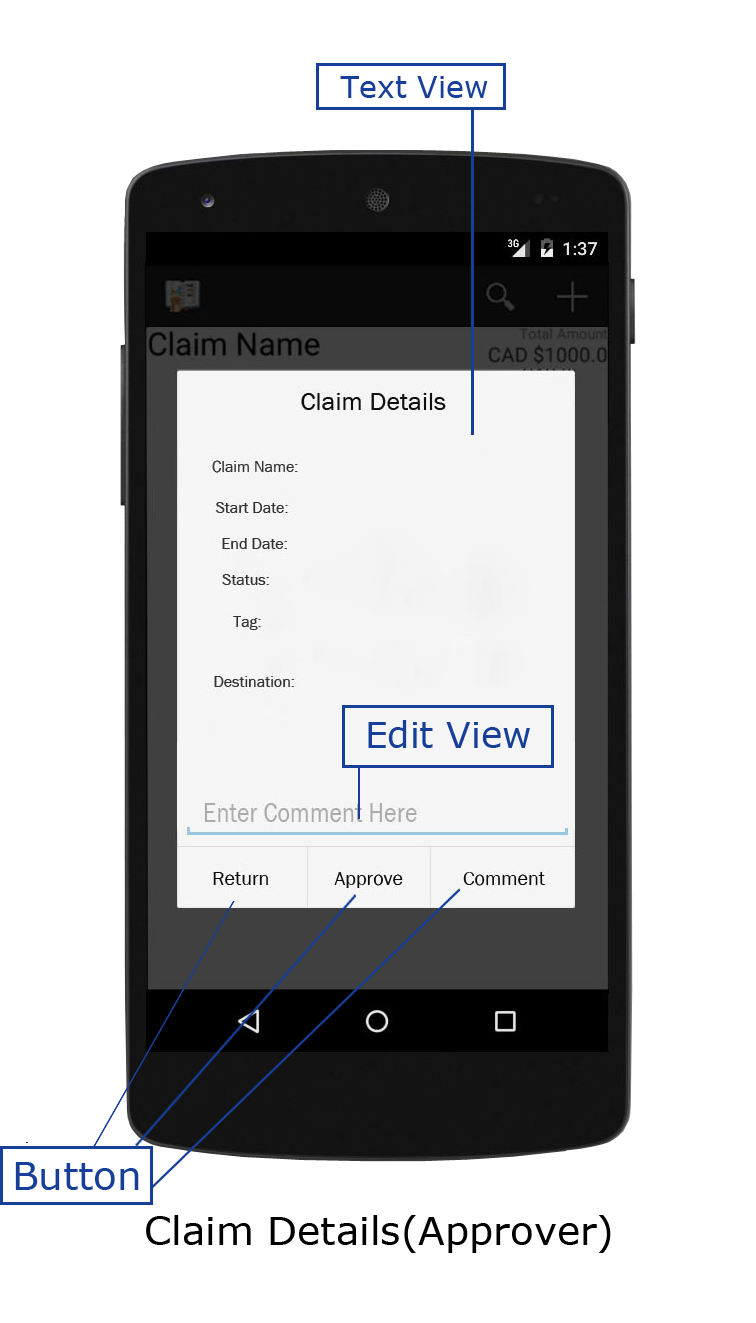 Text View
3G 1:37
Claim Name
Total Amount
CAD $1000.0
Claim Details
Claim Name:
Start Date:
End Date:
Status:
Tag:
Destination:
Edit View
Enter Comment Here
Return Approve Comment
Button
Claim Details(Approver)